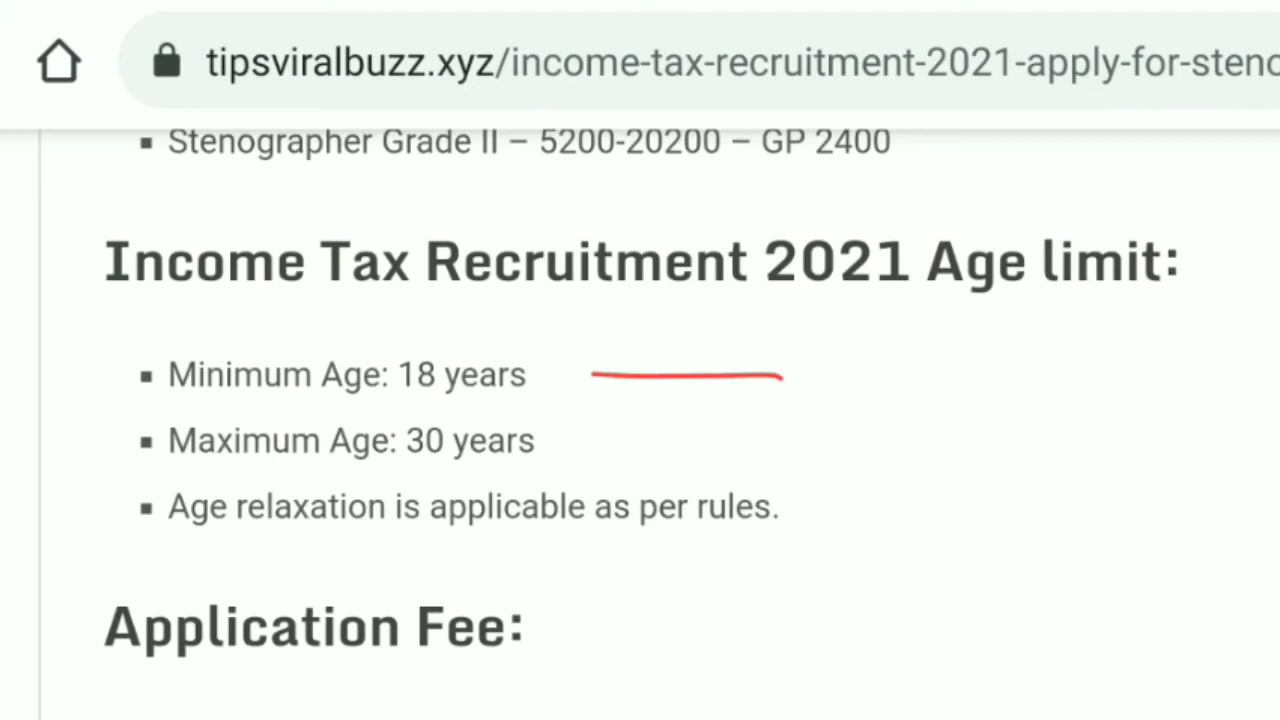 tipsviralbuzz.xyz/income-tax-recruitment-2021-apply-for-steno
▪ Stenographer Grade II – 5200-20200 – GP 2400
Income Tax Recruitment 2021 Age limit:
▪ Minimum Age: 18 years
▪ Maximum Age: 30 years
▪ Age relaxation is applicable as per rules.
Application Fee: